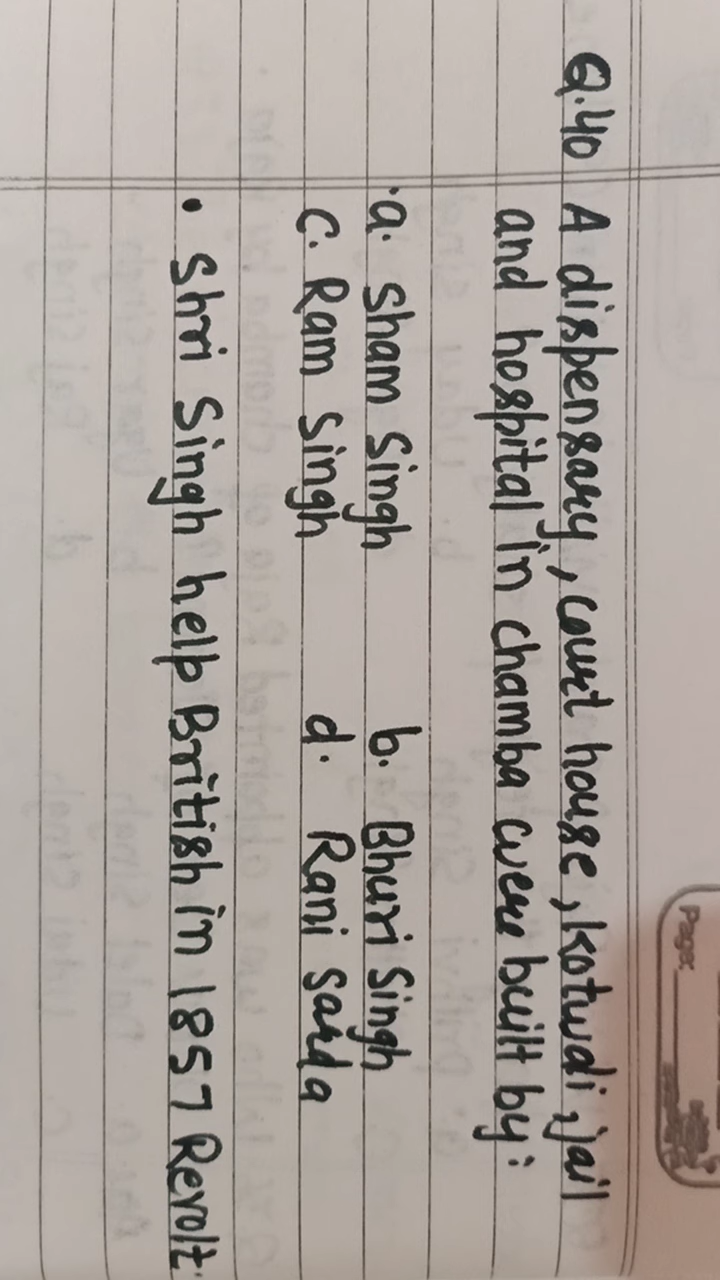 Page:
Q.40 A dispensary, court house, kotwali, jail
and hospital in chamba were built by:
a. Sham Singh b. Bhuri Singh
c. Ram Singh d. Rani Sarda
• Shri Singh help British in 1857 Revolt.